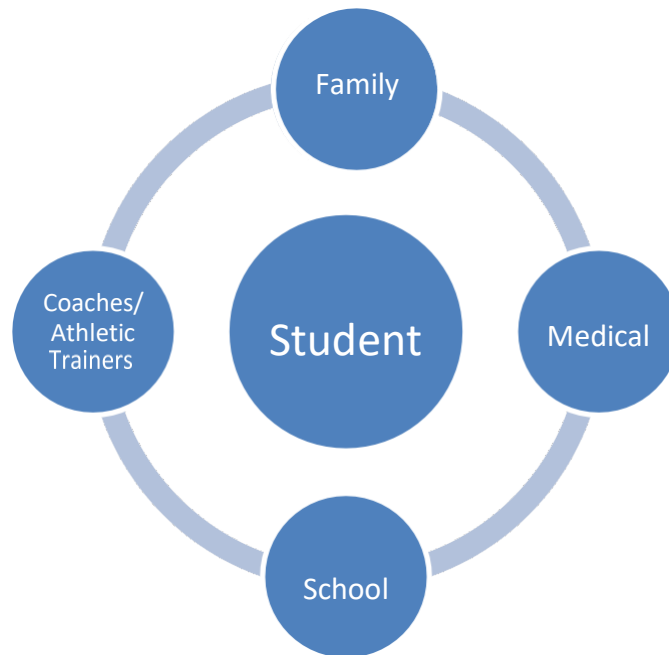 Family
Coaches/
Athletic
Trainers
Student
Medical
School